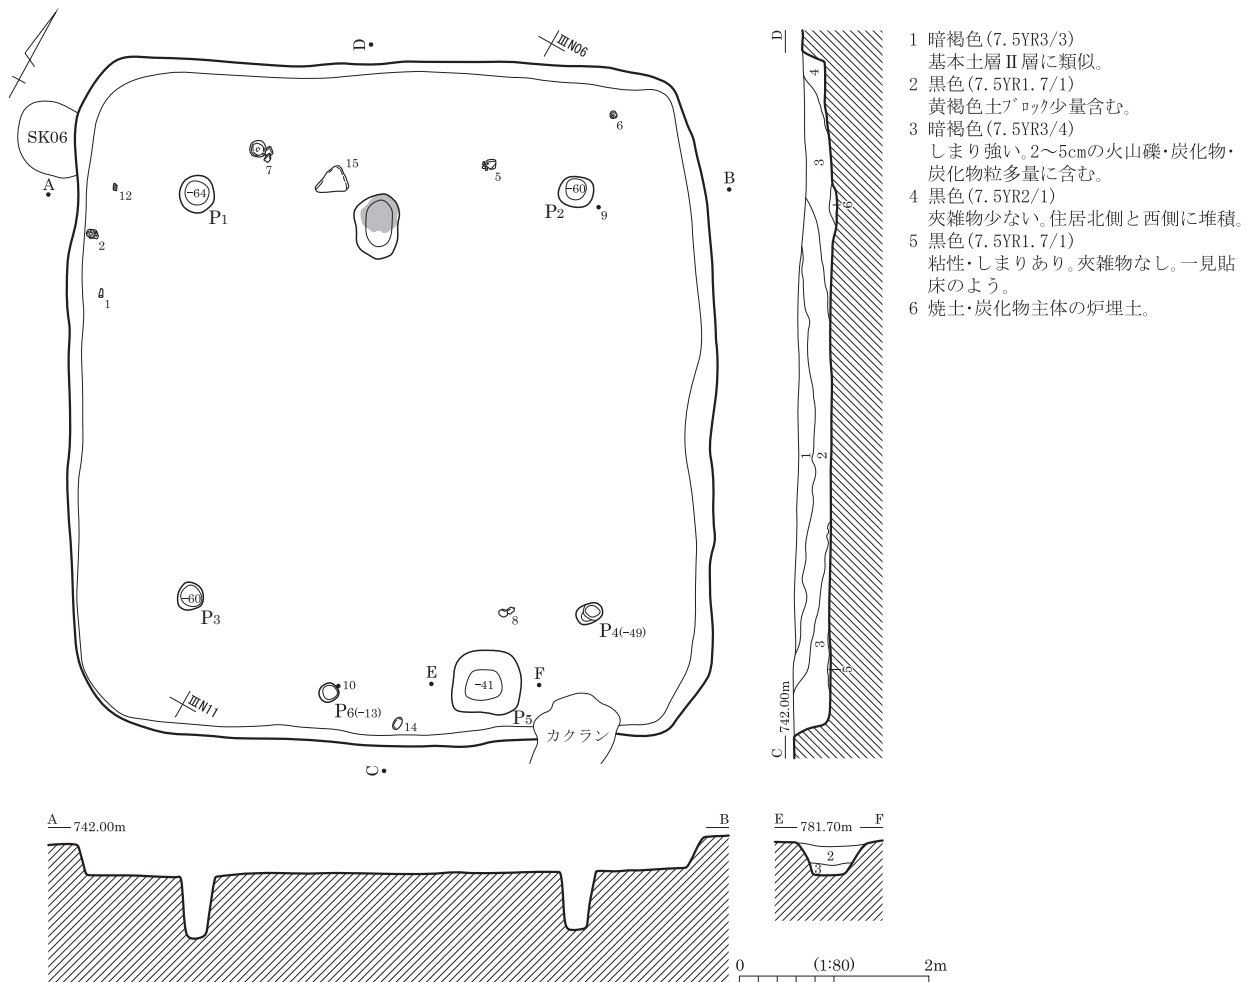 D
ⅢN06
SK06
A
B
6
7
15
5
12
−64
P1
−60
P2
9
2
1
−60
P3
8
P4(−49)
E
F
−41
P5
10
P6(−13)
14
ⅢN11
カクラン
C
D
4
3
6
1
2
3
5
C
742.00m
1 暗褐色(7.5YR3/3)
基本土層Ⅱ層に類似。
2 黒色(7.5YR1.7/1)
黄褐色土ブロック少量含む。
3 暗褐色(7.5YR3/4)
しまり強い。2〜5cmの火山礫・炭化物・
炭化物粒多量に含む。
4 黒色(7.5YR2/1)
夾雑物少ない。住居北側と西側に堆積。
5 黒色(7.5YR1.7/1)
粘性・しまりあり。夾雑物なし。一見貼
床のよう。
6 焼土・炭化物主体の炉埋土。
A
742.00m
B
E
781.70m
F
2
3
0
(1:80)
2m